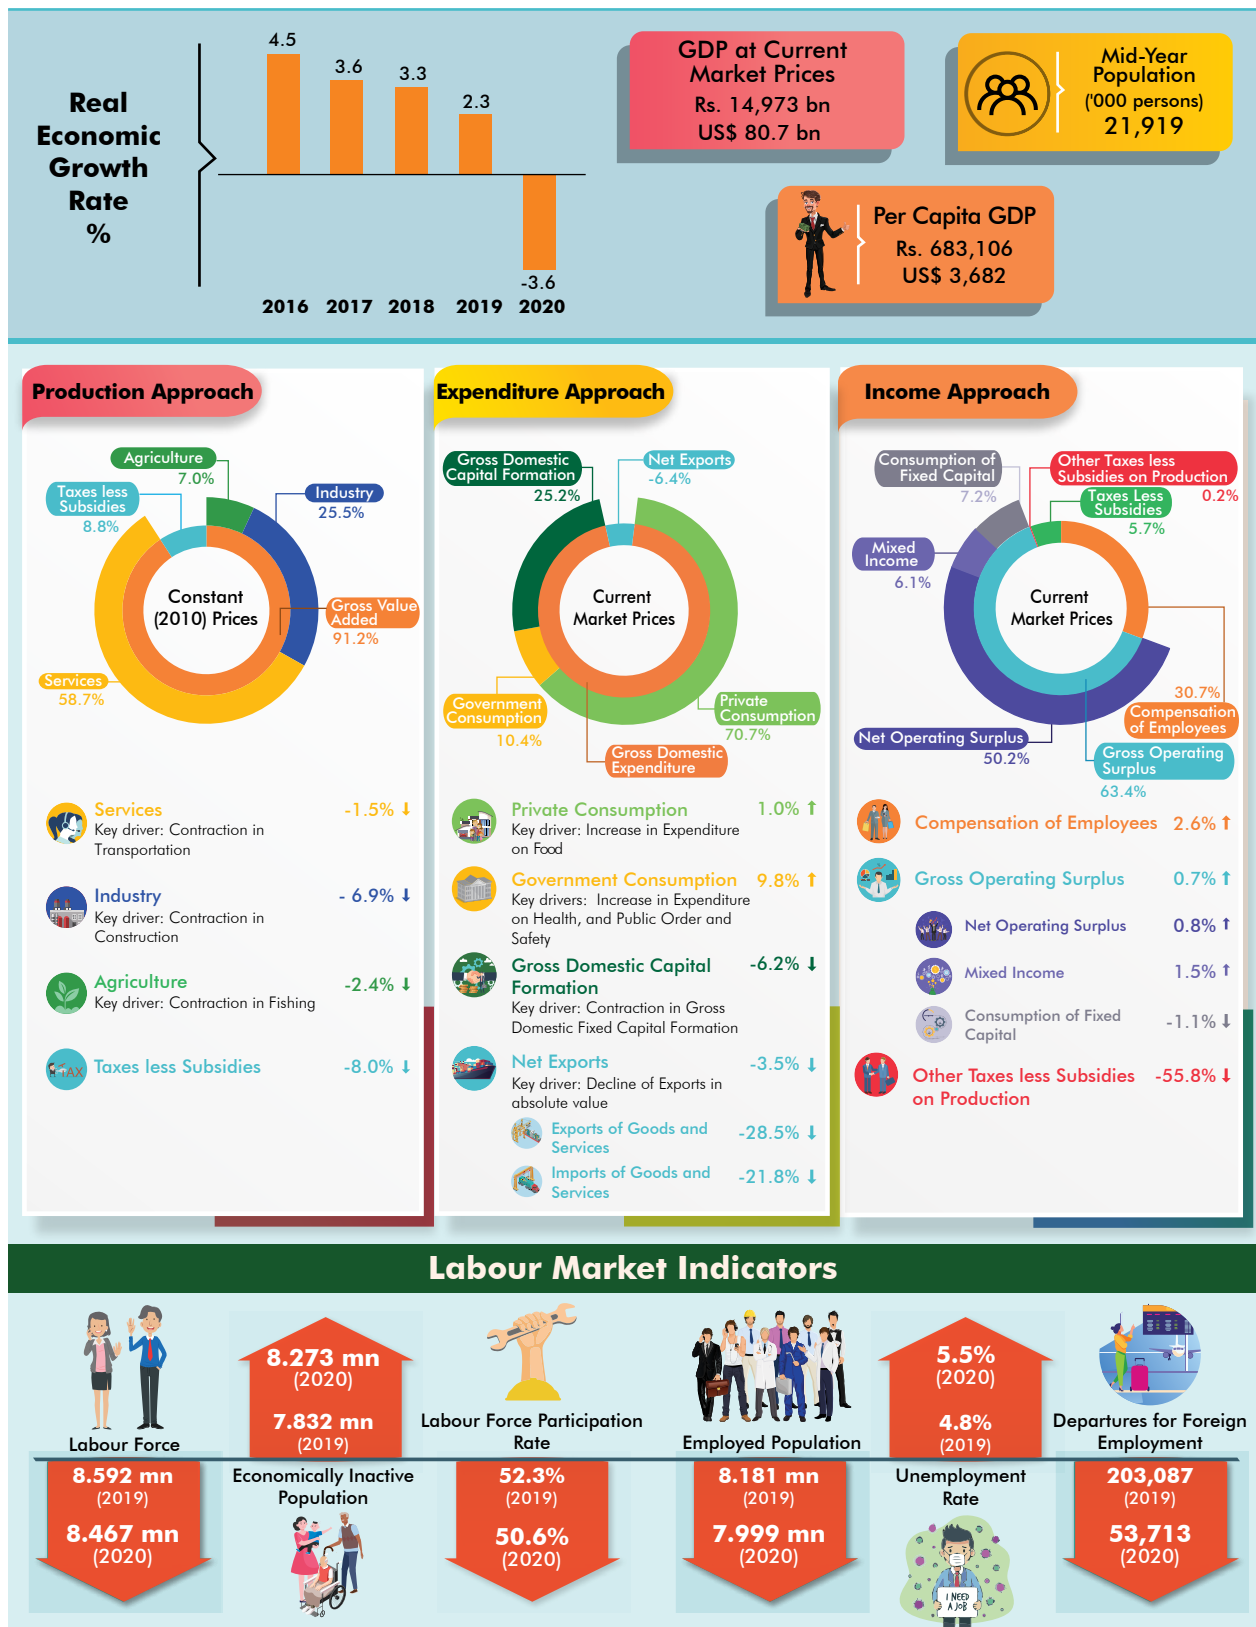 Real
Economic
Growth
Rate
%
4.5
3.6
3.3
2.3
-3.6
2016 2017 2018 2019 2020
GDP at Current
Market Prices
Rs. 14,973 bn
US$ 80.7 bn
Mid-Year
Population
('000 persons)
21,919
Per Capita GDP
Rs. 683,106
US$ 3,682
Production Approach
Agriculture
7.0%
Taxes less
Subsidies
8.8%
Industry
25.5%
Constant
(2010) Prices
Gross Value
Added
91.2%
Services
58.7%
Services -1.5%
Key driver: Contraction in
Transportation
Industry - 6.9%
Key driver: Contraction in
Construction
Agriculture -2.4%
Key driver: Contraction in Fishing
TAX
Taxes less Subsidies -8.0%
Expenditure Approach
Gross Domestic
Capital Formation
25.2%
Net Exports
-6.4%
Current
Market Prices
Government
Consumption
10.4%
Private
Consumption
70.7%
Gross Domestic
Expenditure
Private Consumption 1.0%
Key driver: Increase in Expenditure
on Food
Government Consumption 9.8%
Key drivers: Increase in Expenditure
on Health, and Public Order and
Safety
Gross Domestic Capital -6.2%
Formation
Key driver: Contraction in Gross
Domestic Fixed Capital Formation
Net Exports -3.5%
Key driver: Decline of Exports in
absolute value
Exports of Goods and -28.5%
Services
Imports of Goods and -21.8%
Services
Income Approach
Consumption of
Fixed Capital
7.2%
Other Taxes less
Subsidies on Production
0.2%
Taxes Less
Subsidies
5.7%
Mixed
Income
6.1%
Current
Market Prices
30.7%
Compensation
of Employees
Net Operating Surplus
50.2%
Gross Operating
Surplus
63.4%
Compensation of Employees 2.6%
Gross Operating Surplus 0.7%
Net Operating Surplus 0.8%
Mixed Income 1.5%
Consumption of Fixed -1.1%
Capital
Other Taxes less Subsidies -55.8%
on Production
Labour Market Indicators
Labour Force
8.592 mn
(2019)
8.467 mn
(2020)
8.273 mn
(2020)
7.832 mn
(2019)
Economically Inactive
Population
Labour Force Participation
Rate
52.3%
(2019)
50.6%
(2020)
Employed Population
8.181 mn
(2019)
7.999 mn
(2020)
5.5%
(2020)
4.8%
(2019)
Unemployment
Rate
I NEED
A JOB
Departures for Foreign
Employment
203,087
(2019)
53,713
(2020)